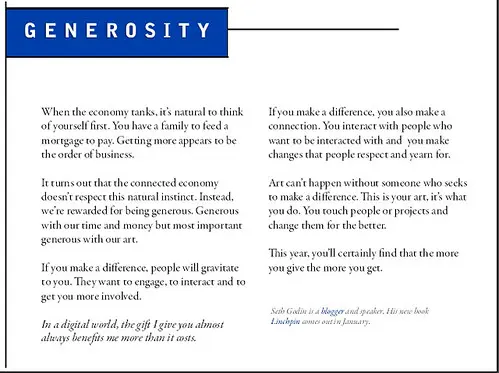 GENEROSITY
When the economy tanks, it's natural to think
of yourself first. You have a family to feed a
mortgage to pay. Getting more appears to be
the order of business.
It turns out that the connected economy
doesn't respect this natural instinct. Instead,
we're rewarded for being generous. Generous
with our time and money but most important
generous with our art.
If you make a difference, people will gravitate
to you. They want to engage, to interact and to
get you more involved.
In a digital world, the gift I give you almost
always benefits me more than it costs.
If you make a difference, you also make a
connection. You interact with people who
want to be interacted with and you make
changes that people respect and yearn for.
Art can't happen without someone who seeks
to make a difference. This is your art, it's what
you do. You touch people or projects and
change them for the better.
This year, you'll certainly find that the more
you give the more you get.
Seth Godin is a blogger and speaker. His new book
Linchpin comes out in January.